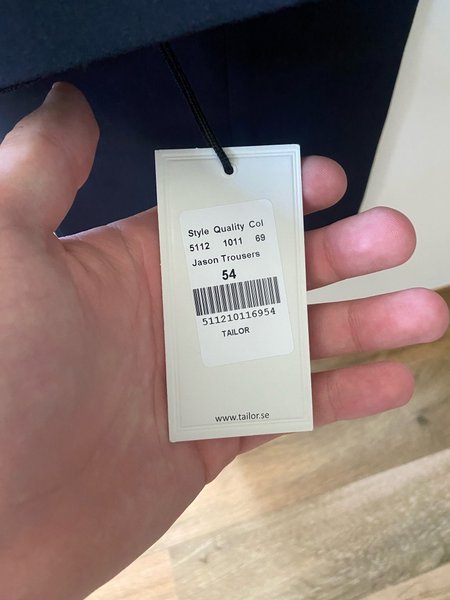 Style Quality Col
5112 1011 69
Jason Trousers
54
511210116954
TAILOR
www.tailor.se